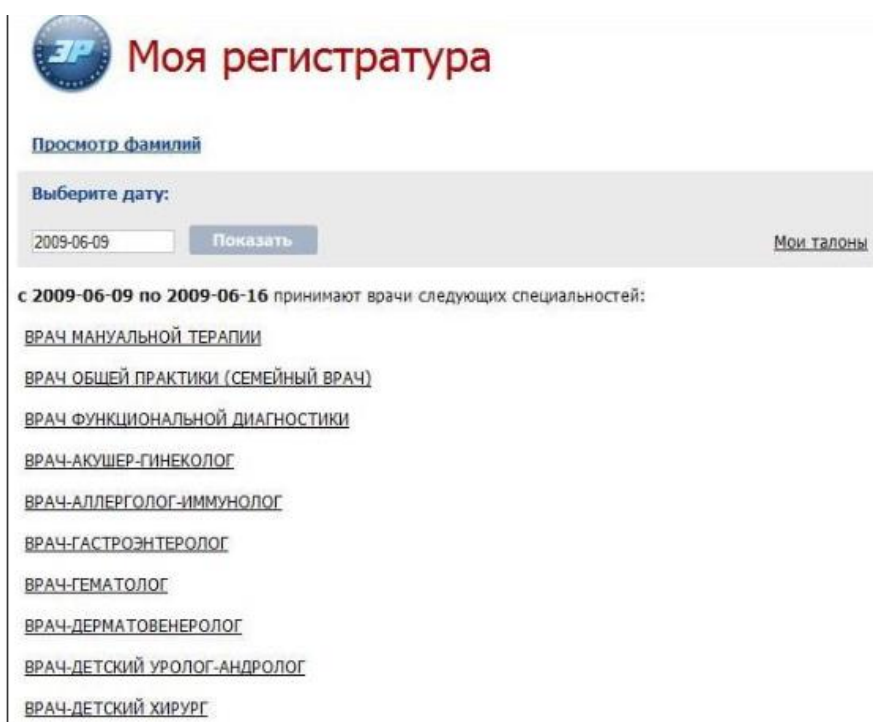 ЭР
Моя регистратура
Просмотр фамилий
Выберите дату:
2009-06-09 Показать Мои талоны
с 2009-06-09 по 2009-06-16 принимают врачи следующих специальностей:
ВРАЧ МАНУАЛЬНОЙ ТЕРАПИИ
ВРАЧ ОБЩЕЙ ПРАКТИКИ (СЕМЕЙНЫЙ ВРАЧ)
ВРАЧ ФУНКЦИОНАЛЬНОЙ ДИАГНОСТИКИ
ВРАЧ-АКУШЕР-ГИНЕКОЛОГ
ВРАЧ-АЛЛЕРГОЛОГ-ИММУНОЛОГ
ВРАЧ-ГАСТРОЭНТЕРОЛОГ
ВРАЧ-ГЕМАТОЛОГ
ВРАЧ-ДЕРМАТОВЕНЕРОЛОГ
ВРАЧ-ДЕТСКИЙ УРОЛОГ-АНДРОЛОГ
ВРАЧ-ДЕТСКИЙ ХИРУРГ